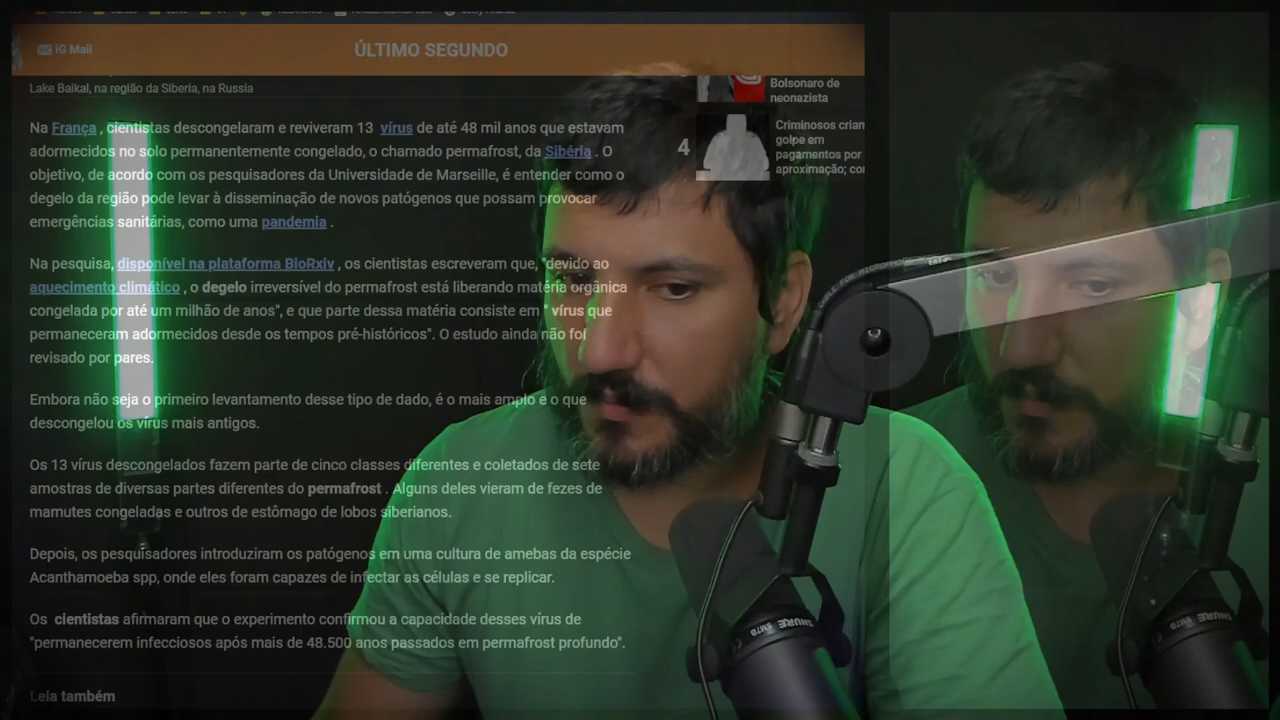 iG Mail
ÚLTIMO SEGUNDO
Lake Baikal, na região da Siberia, na Russia
Na França , cientistas descongelaram e reviveram 13 vírus de até 48 mil anos que estavam
adormecidos no solo permanentemente congelado, o chamado permafrost, da Sibéria . O
objetivo, de acordo com os pesquisadores da Universidade de Marseille, é entender como o
degelo da região pode levar à disseminação de novos patógenos que possam provocar
emergências sanitárias, como uma pandemia .
Na pesquisa, disponível na plataforma BioRxiv , os cientistas escreveram que, "devido ao
aquecimento climático , o degelo irreversível do permafrost está liberando matéria orgânica
congelada por até um milhão de anos", e que parte dessa matéria consiste em " vírus que
permaneceram adormecidos desde os tempos pré-históricos". O estudo ainda não foi
revisado por pares.
Embora não seja o primeiro levantamento desse tipo de dado, é o mais amplo e o que
descongelou os vírus mais antigos.
Os 13 vírus descongelados fazem parte de cinco classes diferentes e coletados de sete
amostras de diversas partes diferentes do permafrost . Alguns deles vieram de fezes de
mamutes congeladas e outros de estômago de lobos siberianos.
Depois, os pesquisadores introduziram os patógenos em uma cultura de amebas da espécie
Acanthamoeba spp, onde eles foram capazes de infectar as células e se replicar.
Os cientistas afirmaram que o experimento confirmou a capacidade desses vírus de
"permanecerem infecciosos após mais de 48.500 anos passados em permafrost profundo".
Leia também
Bolsonaro de
neonazista
4
Criminosos crian
golpe em
pagamentos por
aproximação; co
CABLE FOR MICROPHONE
SHURE SM7B
SHURE SM7B